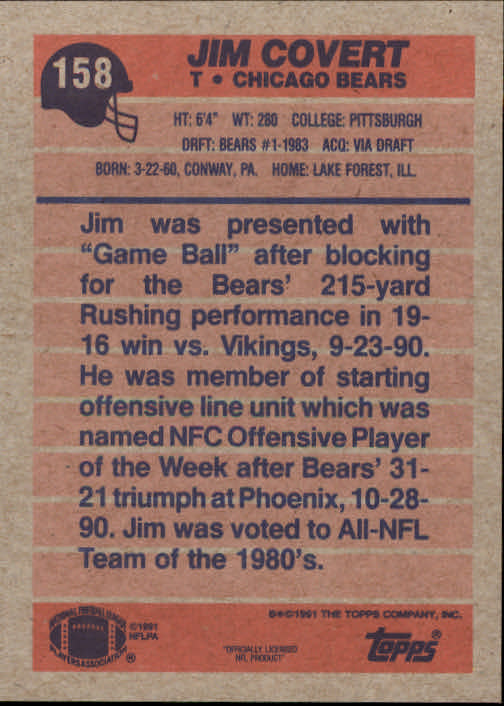 158
JIM COVERT
T • CHICAGO BEARS
HT: 6'4" WT: 280 COLLEGE: PITTSBURGH
DRFT: BEARS #1-1983 ACQ: VIA DRAFT
BORN: 3-22-60, CONWAY, PA. HOME: LAKE FOREST, ILL.
Jim was presented with
"Game Ball" after blocking
for the Bears' 215-yard
Rushing performance in 19-
16 win vs. Vikings, 9-23-90.
He was member of starting
offensive line unit which was
named NFC Offensive Player
of the Week after Bears' 31-
21 triumph at Phoenix, 10-28-
90. Jim was voted to All-NFL
Team of the 1980's.
NATIONAL FOOTBALL LEAGUE
PLAYERS ASSOCIATION ®
©1991
NFLPA
"OFFICIALLY LICENSED
NFL PRODUCT"
©1991 THE TOPPS COMPANY, INC.
topps®